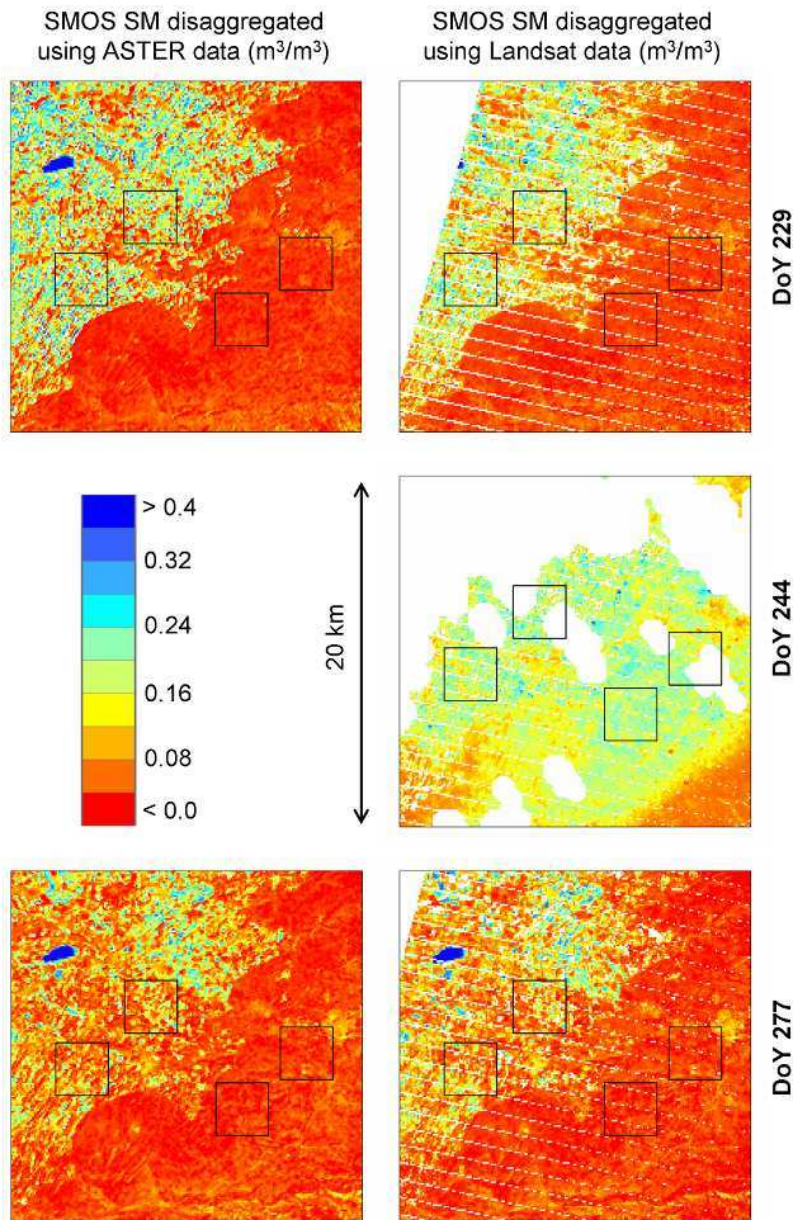 SMOS SM disaggregated
using ASTER data (m³/m³)
SMOS SM disaggregated
using Landsat data (m³/m³)
DoY 229
> 0.4
0.32
0.24
0.16
0.08
< 0.0
20 km
DoY 244
DoY 277